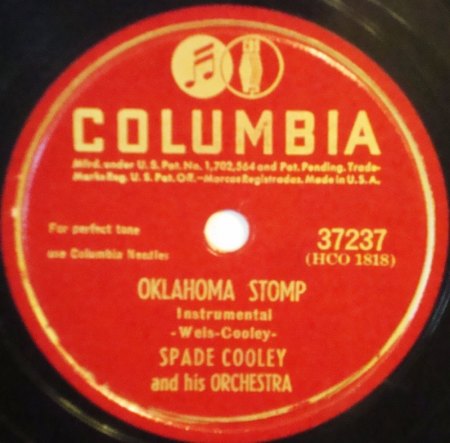 COLUMBIA
Mfrd. under U.S. Pat. No. 1,702,564 and Pat. Pending. Trade-
Marks Reg. U.S. Pat. Off.-Marcas Registradas. Made in U.S.A.
For perfect tone
use Columbia Needles
37237
(HCO 1818)
OKLAHOMA STOMP
Instrumental
-Weis-Cooley-
SPADE COOLEY
and his ORCHESTRA